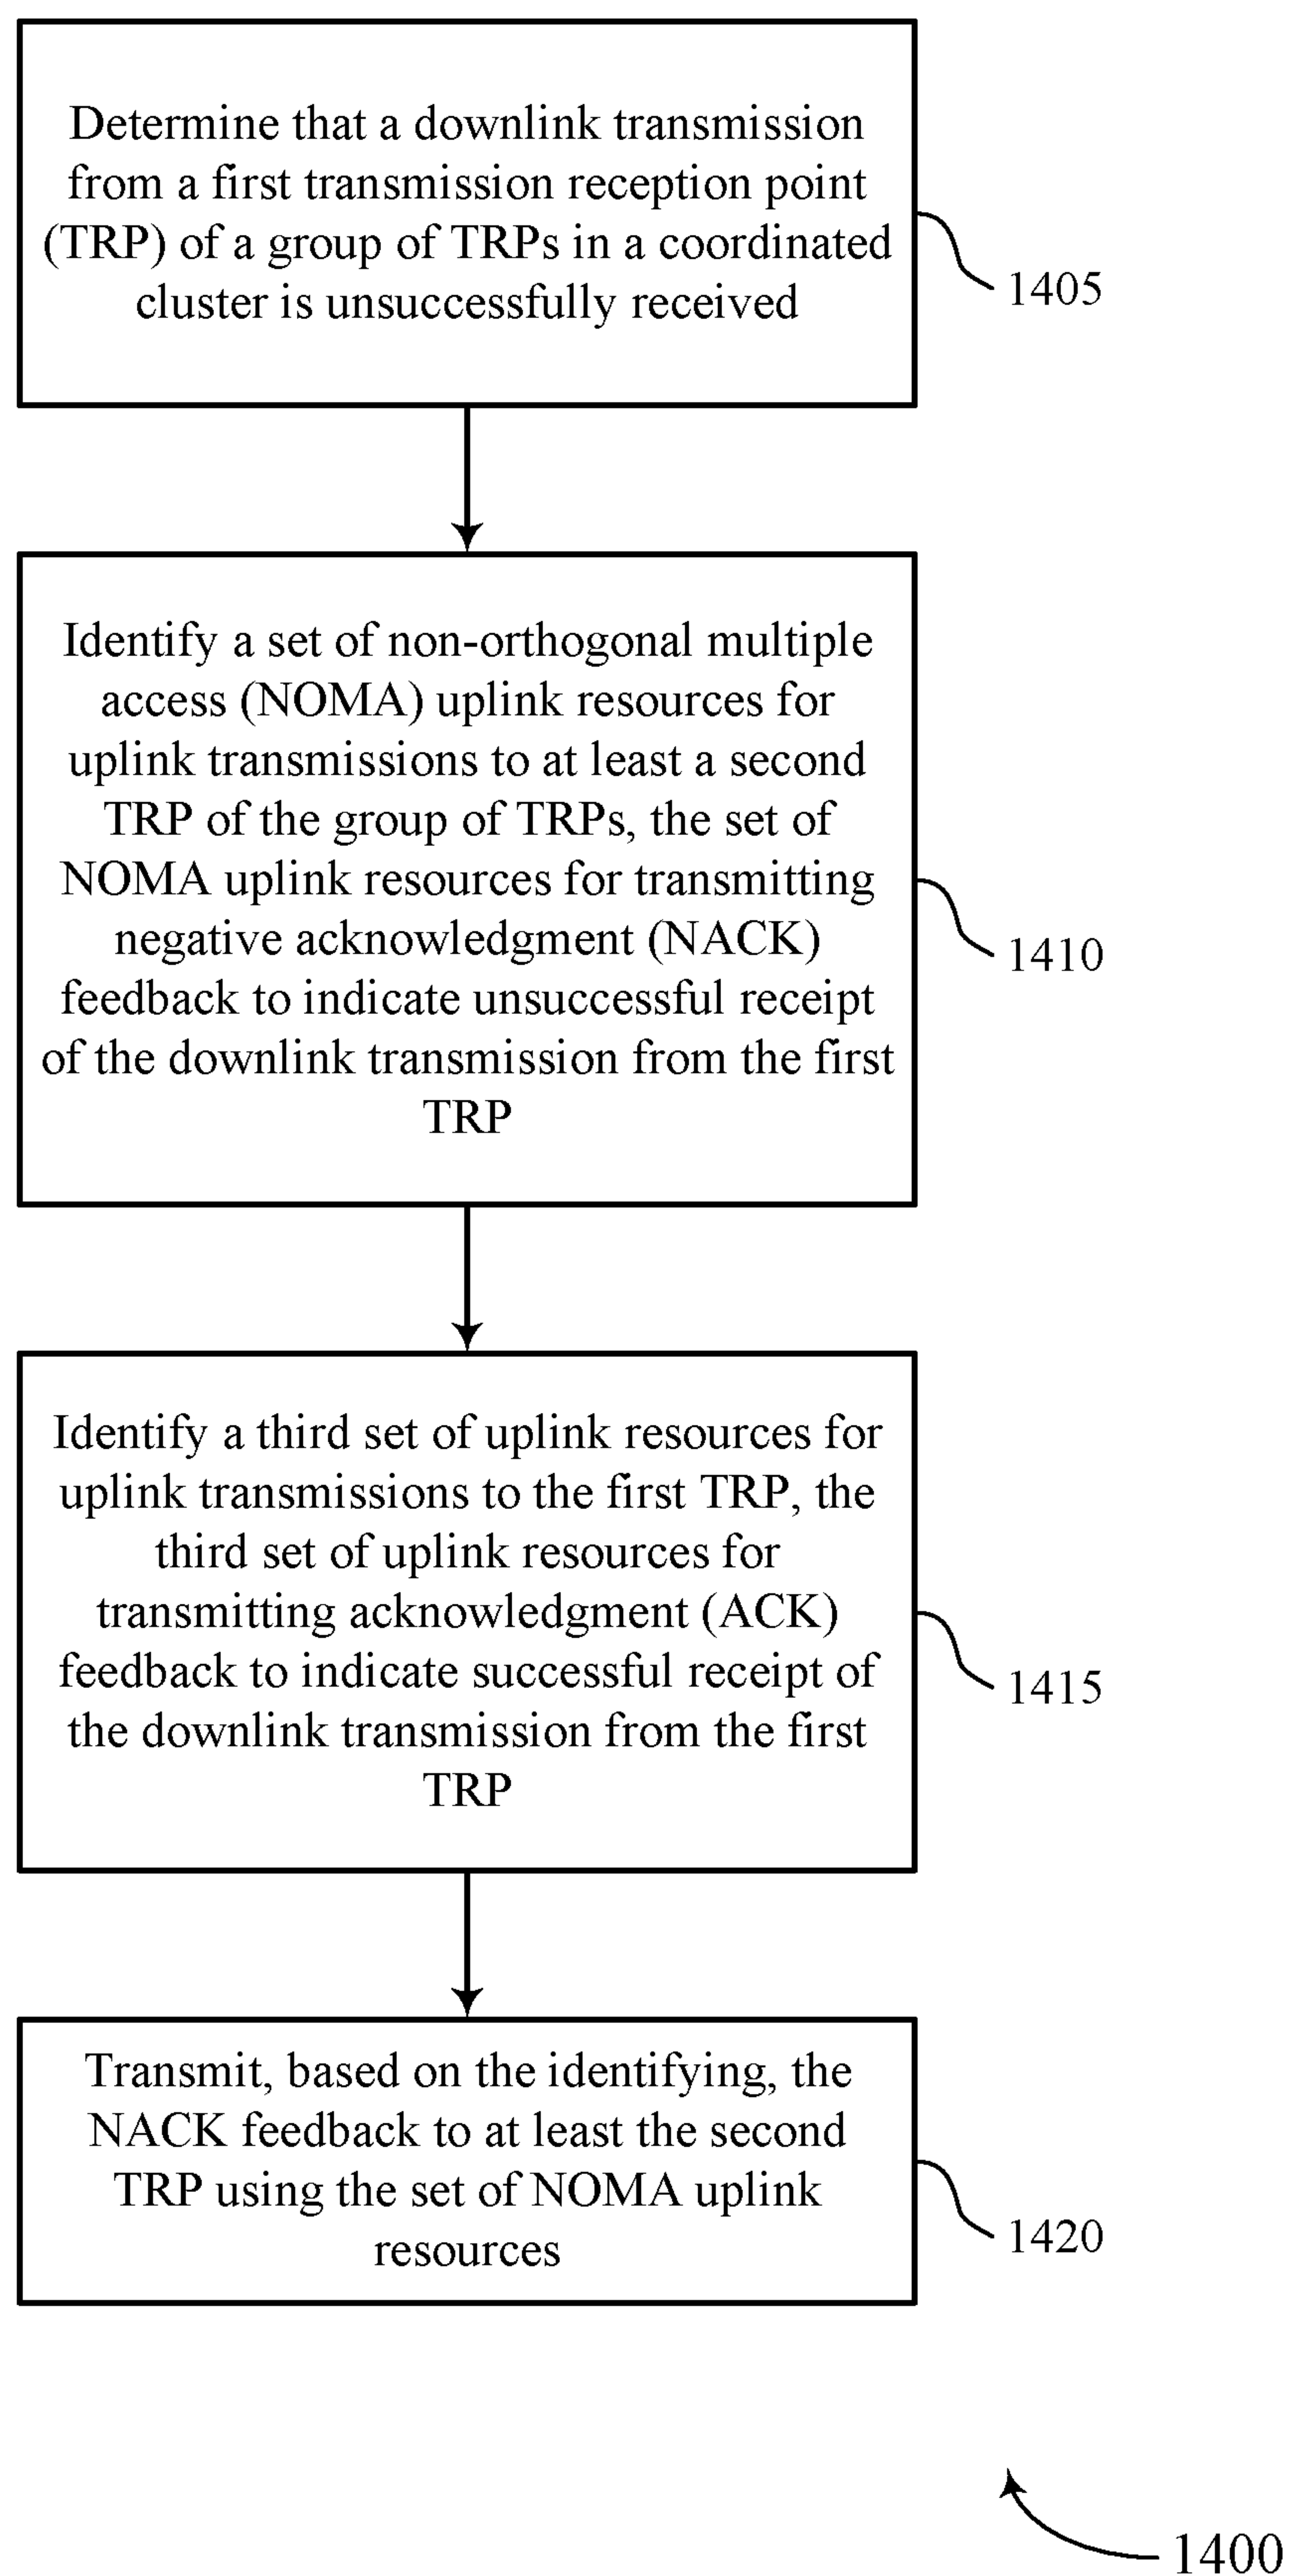 Determine that a downlink transmission
from a first transmission reception point
(TRP) of a group of TRPs in a coordinated
cluster is unsuccessfully received
1405
Identify a set of non-orthogonal multiple
access (NOMA) uplink resources for
uplink transmissions to at least a second
TRP of the group of TRPs, the set of
NOMA uplink resources for transmitting
negative acknowledgment (NACK)
feedback to indicate unsuccessful receipt
of the downlink transmission from the first
TRP
1410
Identify a third set of uplink resources for
uplink transmissions to the first TRP, the
third set of uplink resources for
transmitting acknowledgment (ACK)
feedback to indicate successful receipt of
the downlink transmission from the first
TRP
1415
Transmit, based on the identifying, the
NACK feedback to at least the second
TRP using the set of NOMA uplink
resources
1420
1400